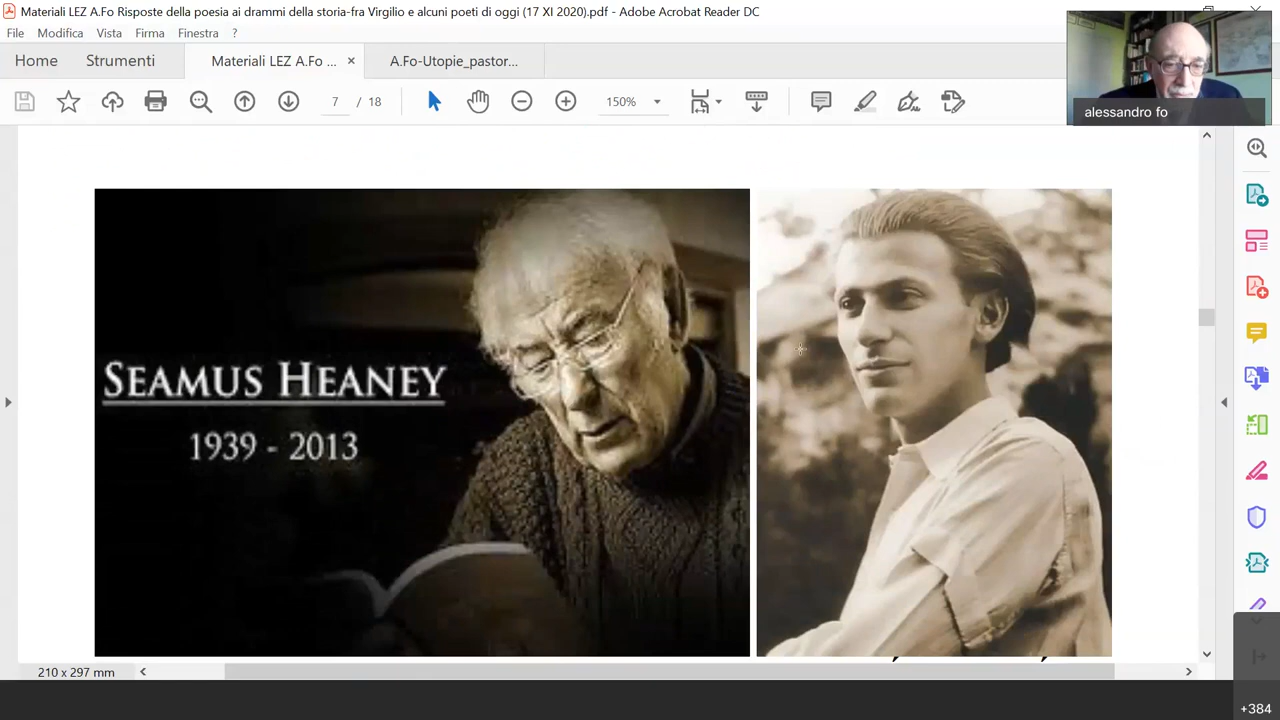 Materiali LEZ A.Fo Risposte della poesia ai drammi della storia-fra Virgilio e alcuni poeti di oggi (17 XI 2020).pdf - Adobe Acrobat Reader DC
File Modifica Vista Firma Finestra ?
Home Strumenti Materiali LEZ A.Fo ... × A.Fo-Utopie_pastor...
7 / 18 150%
alessandro fo
SEAMUS HEANEY
1939 - 2013
210 x 297 mm
+384